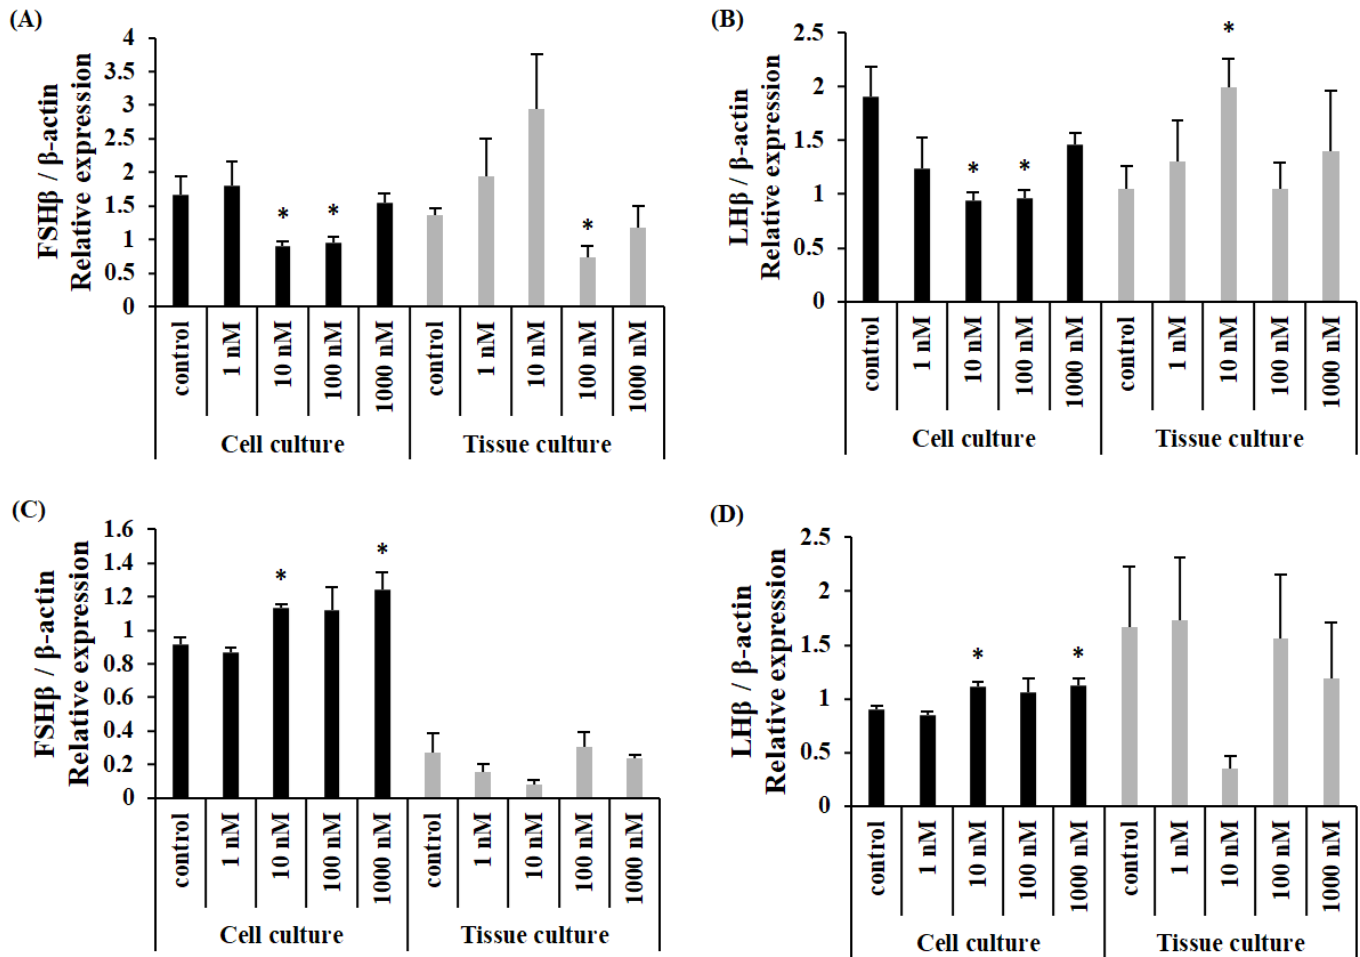 (A)
FSHβ / β-actin
Relative expression
4
3.5
3
2.5
2
1.5
1
0.5
0
*
*
*
control
1 nM
10 nM
100 nM
1000 nM
control
1 nM
10 nM
100 nM
1000 nM
Cell culture
Tissue culture
(B)
LHβ / β-actin
Relative expression
2.5
2
1.5
1
0.5
0
*
*
*
control
1 nM
10 nM
100 nM
1000 nM
control
1 nM
10 nM
100 nM
1000 nM
Cell culture
Tissue culture
(C)
FSHβ / β-actin
Relative expression
1.6
1.4
1.2
1
0.8
0.6
0.4
0.2
0
*
*
control
1 nM
10 nM
100 nM
1000 nM
control
1 nM
10 nM
100 nM
1000 nM
Cell culture
Tissue culture
(D)
LHβ / β-actin
Relative expression
2.5
2
1.5
1
0.5
0
*
*
control
1 nM
10 nM
100 nM
1000 nM
control
1 nM
10 nM
100 nM
1000 nM
Cell culture
Tissue culture